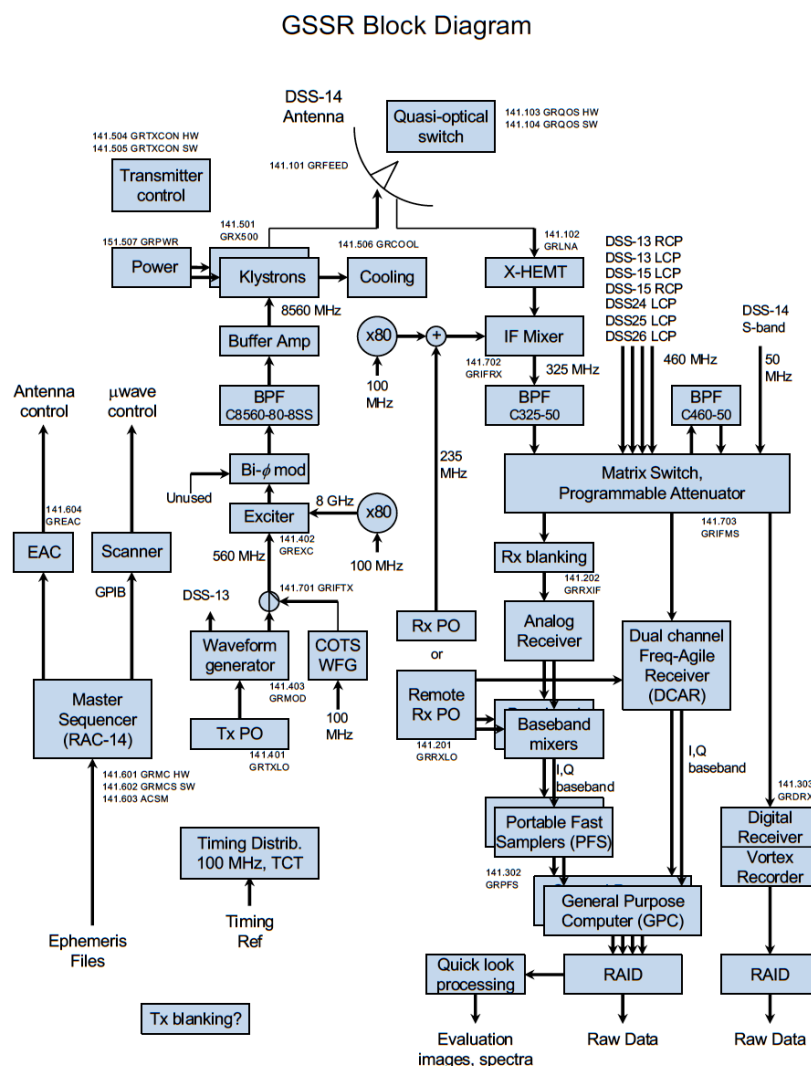 GSSR Block Diagram
DSS-14
Antenna
Quasi-optical
switch
141.103 GRQOS HW
141.104 GRQOS SW
141.504 GRTXCON HW
141.505 GRTXCON SW
Transmitter
control
141.101 GRFEED
141.501
GRX500
151.507 GRPWR
Power
Klystrons
141.506 GRCOOL
Cooling
8560 MHz
Buffer Amp
BPF
C8560-80-8SS
Bi-ϕ mod
Unused
Exciter
141.402
GREXC
8 GHz
x80
100 MHz
560 MHz
141.701 GRIFTX
DSS-13
Waveform
generator
141.403
GRMOD
COTS
WFG
100
MHz
Tx PO
141.401
GRTXLO
Antenna
control
μwave
control
141.604
GREAC
EAC
Scanner
GPIB
Master
Sequencer
(RAC-14)
141.601 GRMC HW
141.602 GRMCS SW
141.603 ACSM
Ephemeris
Files
Timing Distrib.
100 MHz, TCT
Timing
Ref
Tx blanking?
141.102
GRLNA
X-HEMT
x80
100
MHz
+
IF Mixer
141.702
GRIFRX
325 MHz
BPF
C325-50
235
MHz
DSS-13 RCP
DSS-13 LCP
DSS-15 LCP
DSS-15 RCP
DSS24 LCP
DSS25 LCP
DSS26 LCP
460 MHz
BPF
C460-50
DSS-14
S-band
50
MHz
Matrix Switch,
Programmable Attenuator
141.703
GRIFMS
Rx blanking
141.202
GRRXIF
Analog
Receiver
Rx PO
or
Remote
Rx PO
141.201
GRRXLO
Dual channel
Freq-Agile
Receiver
(DCAR)
Baseband
mixers
I,Q
baseband
I,Q
baseband
Portable Fast
Samplers (PFS)
141.302
GRPFS
General Purpose
Computer (GPC)
141.303
GRDRX
Digital
Receiver
Vortex
Recorder
Quick look
processing
RAID
RAID
Evaluation
images, spectra
Raw Data
Raw Data